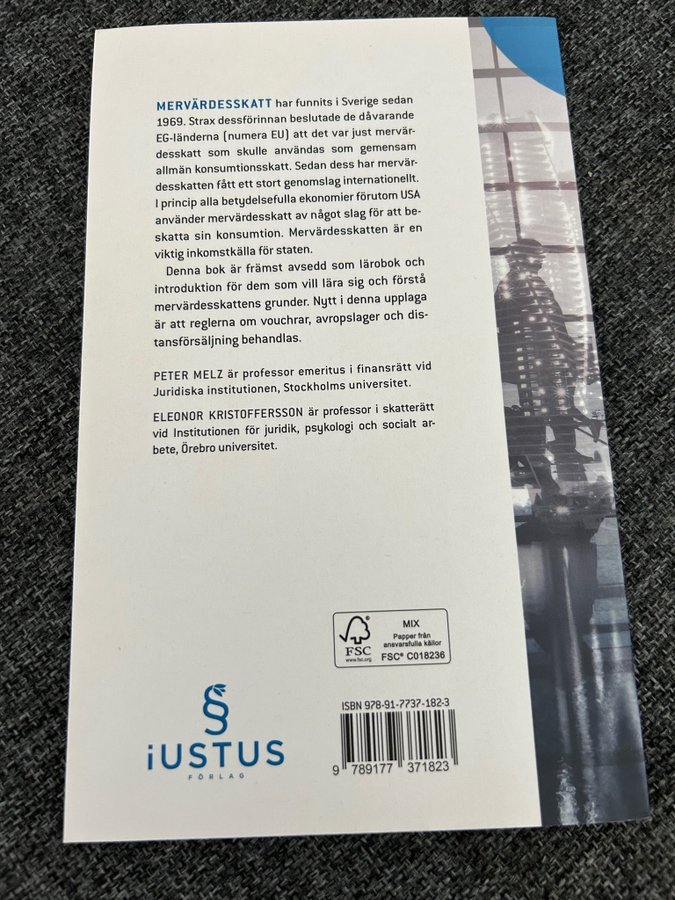 MERVÄRDESSKATT har funnits i Sverige sedan
1969. Strax dessförinnan beslutade de dåvarande
EG-länderna (numera EU) att det var just mervär-
desskatt som skulle användas som gemensam
allmän konsumtionsskatt. Sedan dess har mervär-
desskatten fått ett stort genomslag internationellt.
I princip alla betydelsefulla ekonomier förutom USA
använder mervärdesskatt av något slag för att be-
skatta sin konsumtion. Mervärdesskatten är en
viktig inkomstkälla för staten.
Denna bok är främst avsedd som lärobok och
introduktion för dem som vill lära sig och förstå
mervärdesskattens grunder. Nytt i denna upplaga
är att reglerna om vouchrar, avropslager och dis-
tansförsäljning behandlas.
PETER MELZ är professor emeritus i finansrätt vid
Juridiska institutionen, Stockholms universitet.
ELEONOR KRISTOFFERSSON är professor i skatterätt
vid Institutionen för juridik, psykologi och socialt ar-
bete, Örebro universitet.
FSC
www.fsc.org
MIX
Papper från
ansvarsfulla källor
FSC® C018236
iUSTUS
FÖRLAG
ISBN 978-91-7737-182-3
9 789177 371823